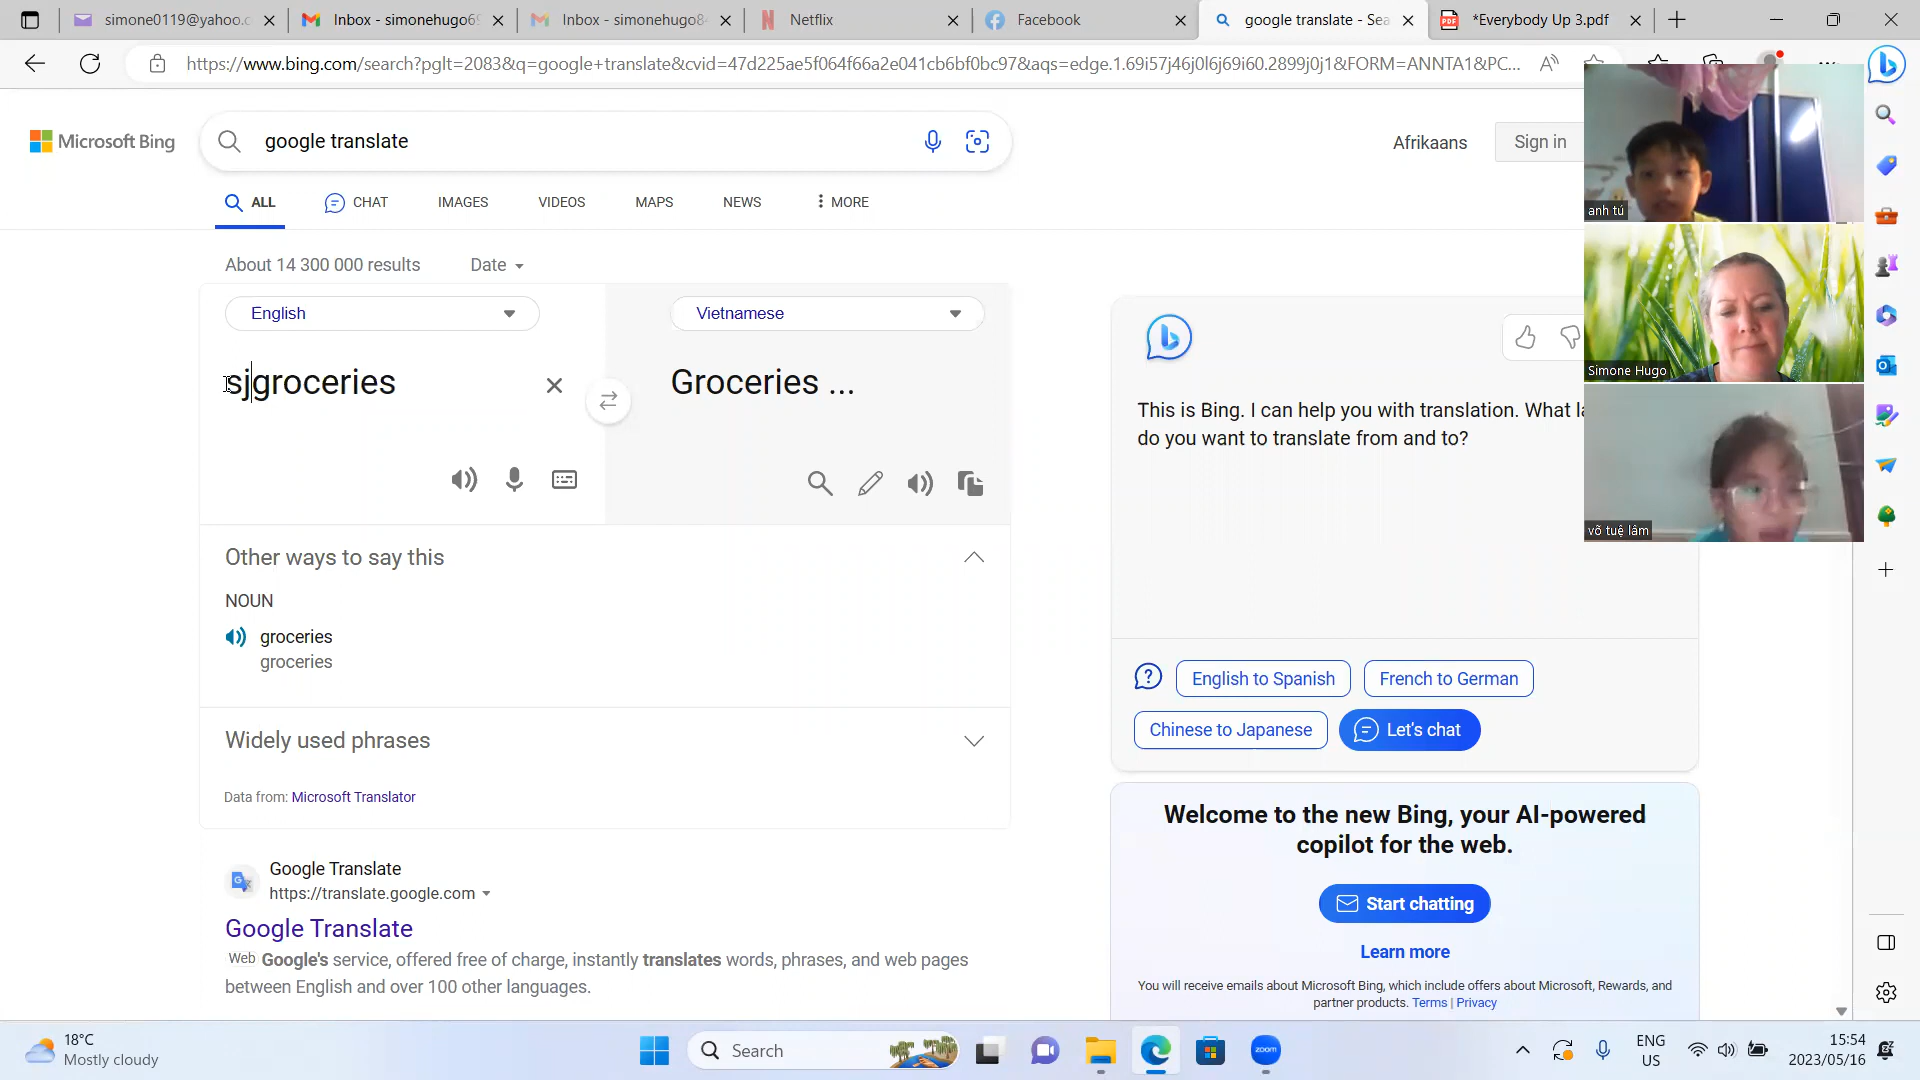 simone0119@yahoo.c
Inbox - simonehugo69
Inbox - simonehugo84
Netflix
Facebook
google translate - Sea
*Everybody Up 3.pdf
https://www.bing.com/search?pglt=2083&q=google+translate&cvid=47d225ae5f064f66a2e041cb6bf0bc97&aqs=edge.1.69i57j46j0l6j69i60.2899j0j1&FORM=ANNTA1&PC...
Microsoft Bing
google translate
Afrikaans
Sign in
ALL
CHAT
IMAGES
VIDEOS
MAPS
NEWS
MORE
anh tú
About 14 300 000 results
Date
English
Vietnamese
sjgroceries
Groceries ...
Simone Hugo
This is Bing. I can help you with translation. What
do you want to translate from and to?
võ tuệ lâm
Other ways to say this
NOUN
groceries
groceries
English to Spanish
French to German
Chinese to Japanese
Let's chat
Widely used phrases
Data from: Microsoft Translator
Welcome to the new Bing, your AI-powered
copilot for the web.
Start chatting
Learn more
You will receive emails about Microsoft Bing, which include offers about Microsoft, Rewards, and
partner products. Terms | Privacy
Google Translate
https://translate.google.com
Google Translate
Web Google's service, offered free of charge, instantly translates words, phrases, and web pages
between English and over 100 other languages.
18°C
Mostly cloudy
Search
zoom
ENG
US
15:54
2023/05/16